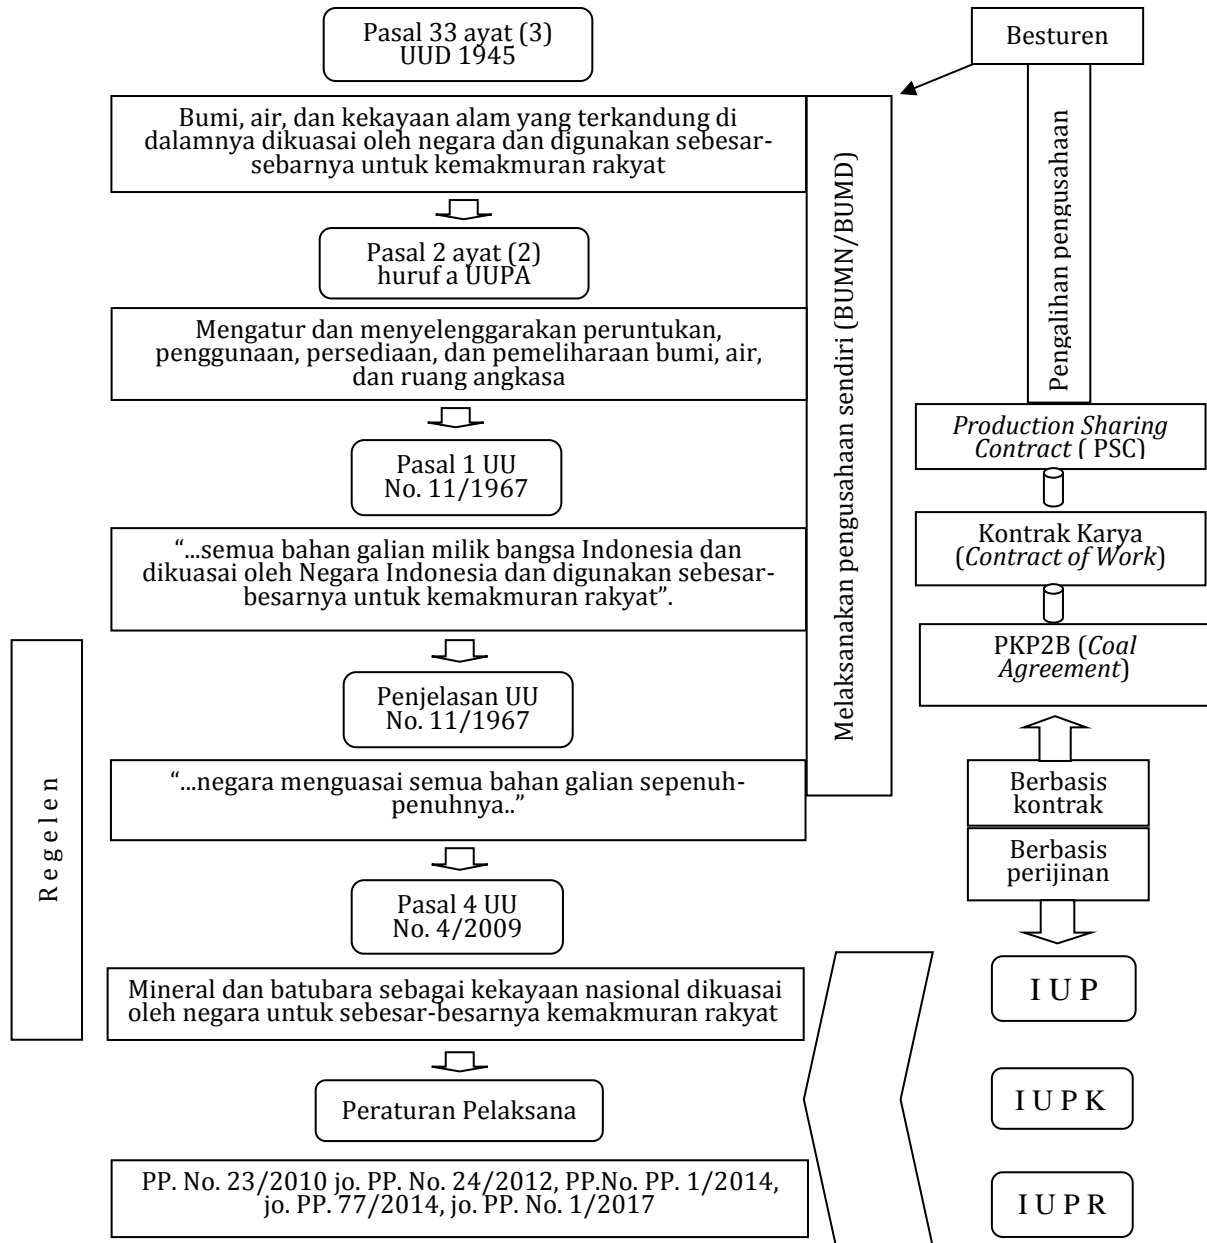 Pasal 33 ayat (3)
UUD 1945
Bumi, air, dan kekayaan alam yang terkandung di
dalamnya dikuasai oleh negara dan digunakan sebesar-
sebarnya untuk kemakmuran rakyat
Pasal 2 ayat (2)
huruf a UUPA
Mengatur dan menyelenggarakan peruntukan,
penggunaan, persediaan, dan pemeliharaan bumi, air,
dan ruang angkasa
Pasal 1 UU
No. 11/1967
“...semua bahan galian milik bangsa Indonesia dan
dikuasai oleh Negara Indonesia dan digunakan sebesar-
besarnya untuk kemakmuran rakyat”.
Penjelasan UU
No. 11/1967
“...negara menguasai semua bahan galian sepenuh-
penuhnya..”
Pasal 4 UU
No. 4/2009
Mineral dan batubara sebagai kekayaan nasional dikuasai
oleh negara untuk sebesar-besarnya kemakmuran rakyat
Peraturan Pelaksana
PP. No. 23/2010 jo. PP. No. 24/2012, PP.No. PP. 1/2014,
jo. PP. 77/2014, jo. PP. No. 1/2017
R e g e l e n
Melaksanakan pengusahaan sendiri (BUMN/BUMD)
Besturen
Pengalihan pengusahaan
Production Sharing
Contract ( PSC)
Kontrak Karya
(Contract of Work)
PKP2B (Coal
Agreement)
Berbasis
kontrak
Berbasis
perijinan
I U P
I U P K
I U P R